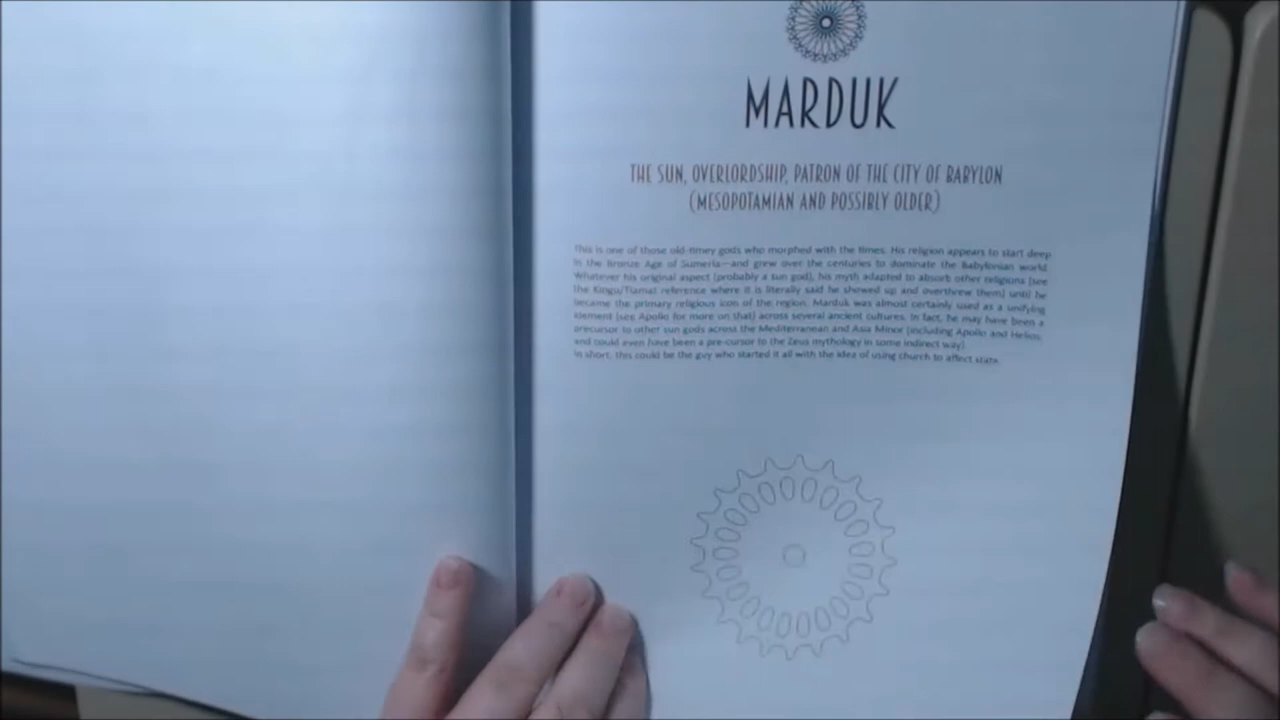 MARDUK
THE SUN, OVERLORDSHIP, PATRON OF THE CITY OF BABYLON
(MESOPOTAMIAN AND POSSIBLY OLDER)
This is one of those old-timey gods who morphed with the times. His religion appears to start deep
in the Bronze Age of Sumeria—and grew over the centuries to dominate the Babylonian world.
Whatever his original aspect (probably a sun god), his myth adapted to absorb other religions (see
the Kingu/Tiamat reference where it is literally said he showed up and overthrew them) until he
became the primary religious icon of the region. Marduk was almost certainly used as a unifying
element (see Apollo for more on that) across several ancient cultures. In fact, he may have been a
precursor to other sun gods across the Mediterranean and Asia Minor (including Apollo and Helios,
and could even have been a pre-cursor to the Zeus mythology in some indirect way).
In short, this could be the guy who started it all with the idea of using church to affect state.